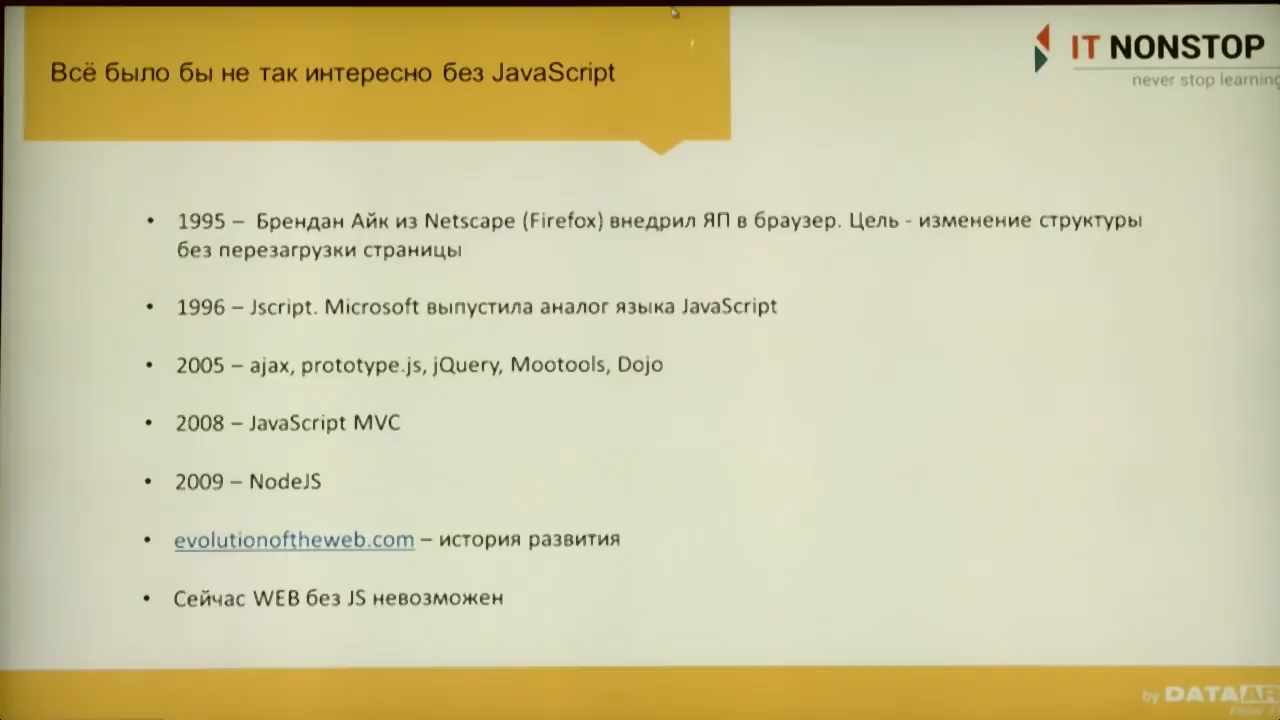 Всё было бы не так интересно без JavaScript
IT NONSTOP
never stop learning
• 1995 – Брендан Айк из Netscape (Firefox) внедрил ЯП в браузер. Цель - изменение структуры
без перезагрузки страницы
• 1996 – Jscript. Microsoft выпустила аналог языка JavaScript
• 2005 – ajax, prototype.js, jQuery, Mootools, Dojo
• 2008 – JavaScript MVC
• 2009 – NodeJS
• evolutionoftheweb.com – история развития
• Сейчас WEB без JS невозможен
by DATAAR